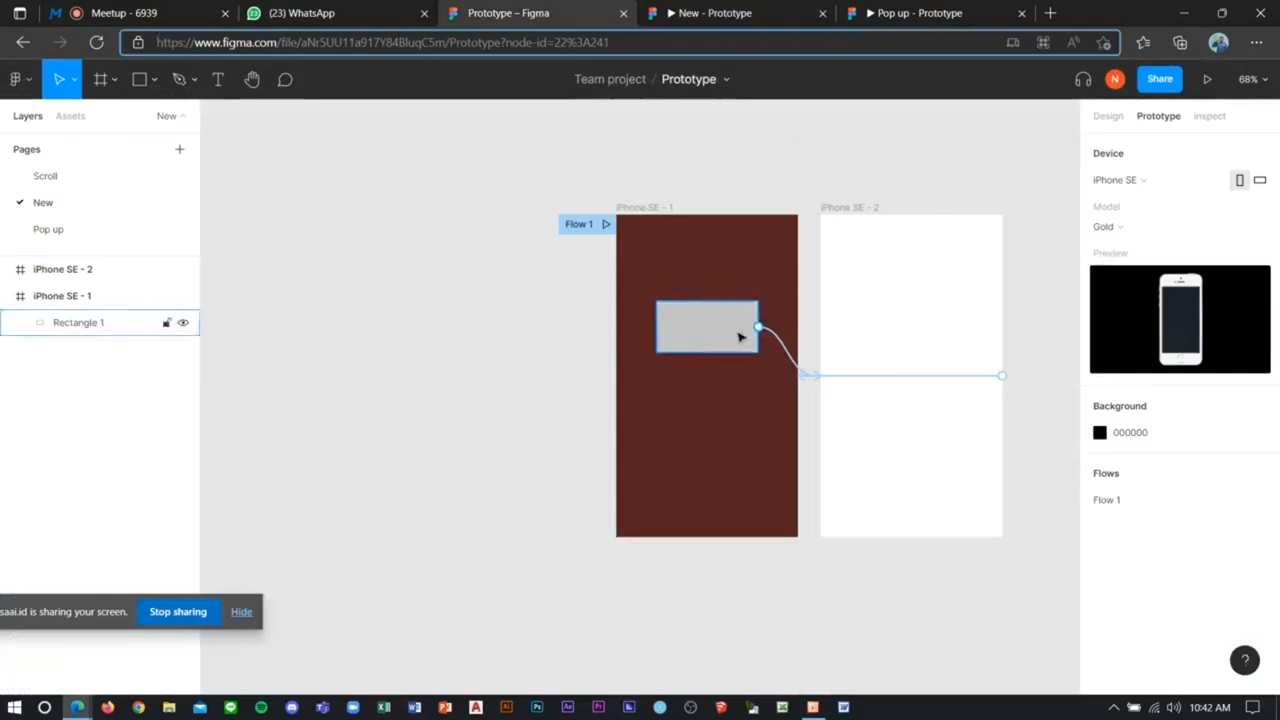 Meetup - 6939
(23) WhatsApp
Prototype – Figma
New - Prototype
Pop up - Prototype
https://www.figma.com/file/aNr5UU11a917Y84BluqC5m/Prototype?node-id=22%3A241
Team project / Prototype
N
Share
68%
Layers
Assets
New
Design
Prototype
Inspect
Pages
Scroll
New
Pop up
iPhone SE - 2
iPhone SE - 1
Rectangle 1
iPhone SE - 1
iPhone SE - 2
Flow 1
Device
iPhone SE
Model
Gold
Preview
Background
000000
Flows
Flow 1
saai.id is sharing your screen.
Stop sharing
Hide
?
10:42 AM